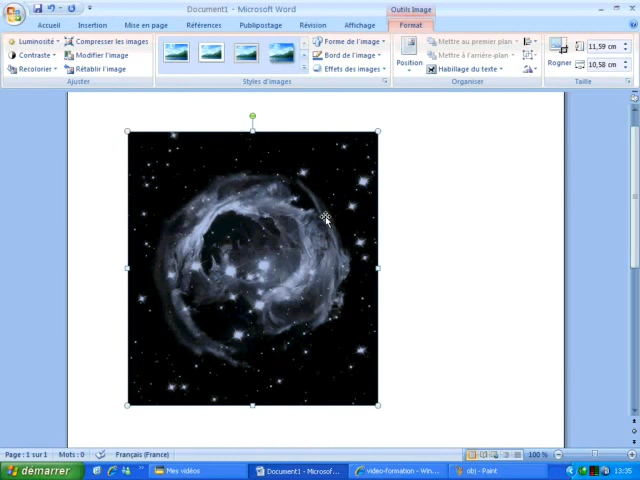 Document1 - Microsoft Word
Outils Image
Accueil Insertion Mise en page Références Publipostage Révision Affichage Format
Luminosité Compresser les images Forme de l'image Position Mettre au premier plan Rogner 11,59 cm
Contraste Modifier l'image Bord de l'image Mettre à l'arrière-plan 10,58 cm
Recolorier Rétablir l'image Effets des images Habillage du texte
Ajuster Styles d'images Organiser Taille
Page : 1 sur 1 Mots : 0 Français (France) 100 %
démarrer Mes vidéos Document1 - Microsof... video-formation - Win... obj - Paint 13:35